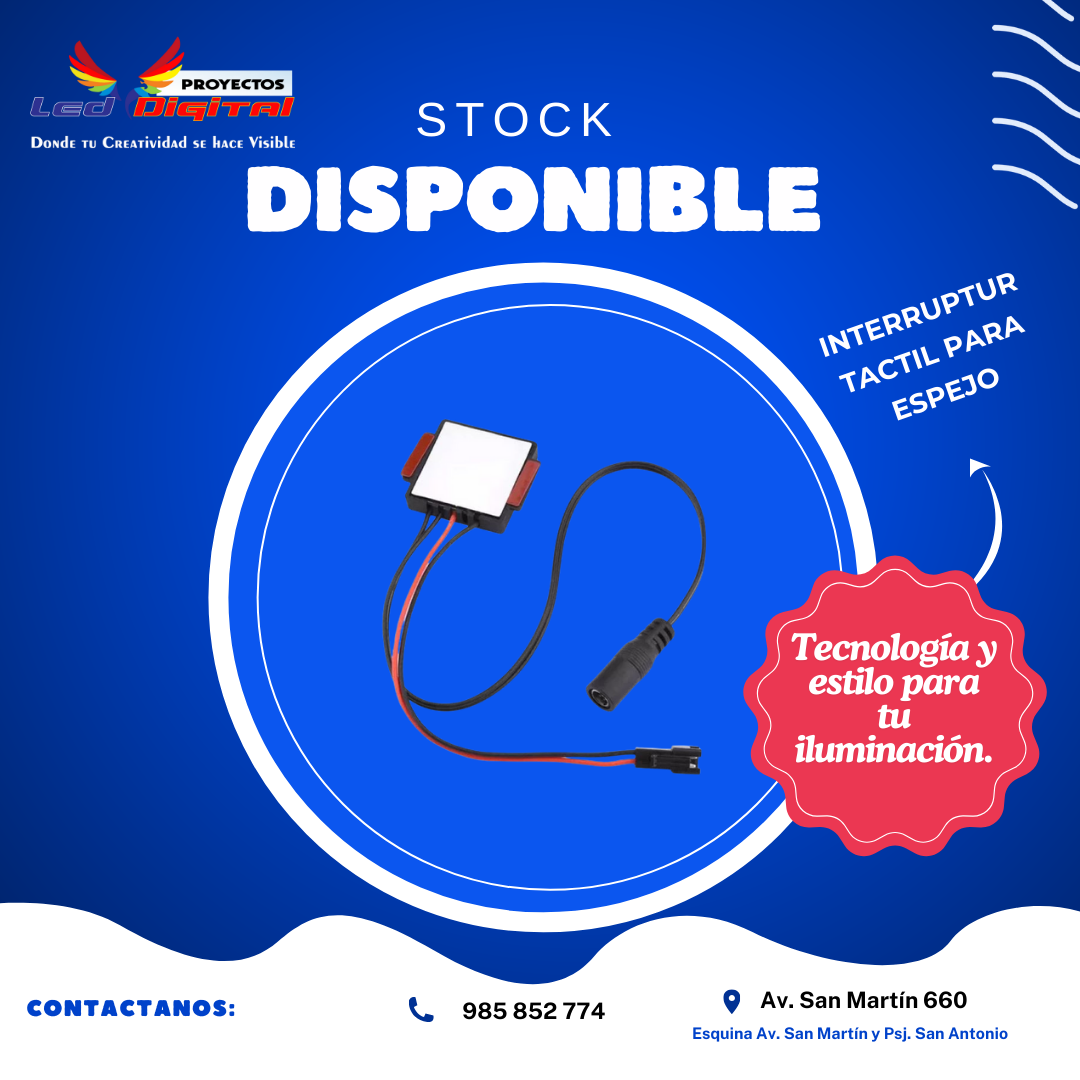 PROYECTOS
Led Digital
Donde tu Creatividad se hace Visible
STOCK
DISPONIBLE
INTERRUPTUR
TACTIL PARA
ESPEJO
Tecnología y
estilo para
tu
iluminación.
CONTACTANOS:
985 852 774
Av. San Martín 660
Esquina Av. San Martín y Psj. San Antonio